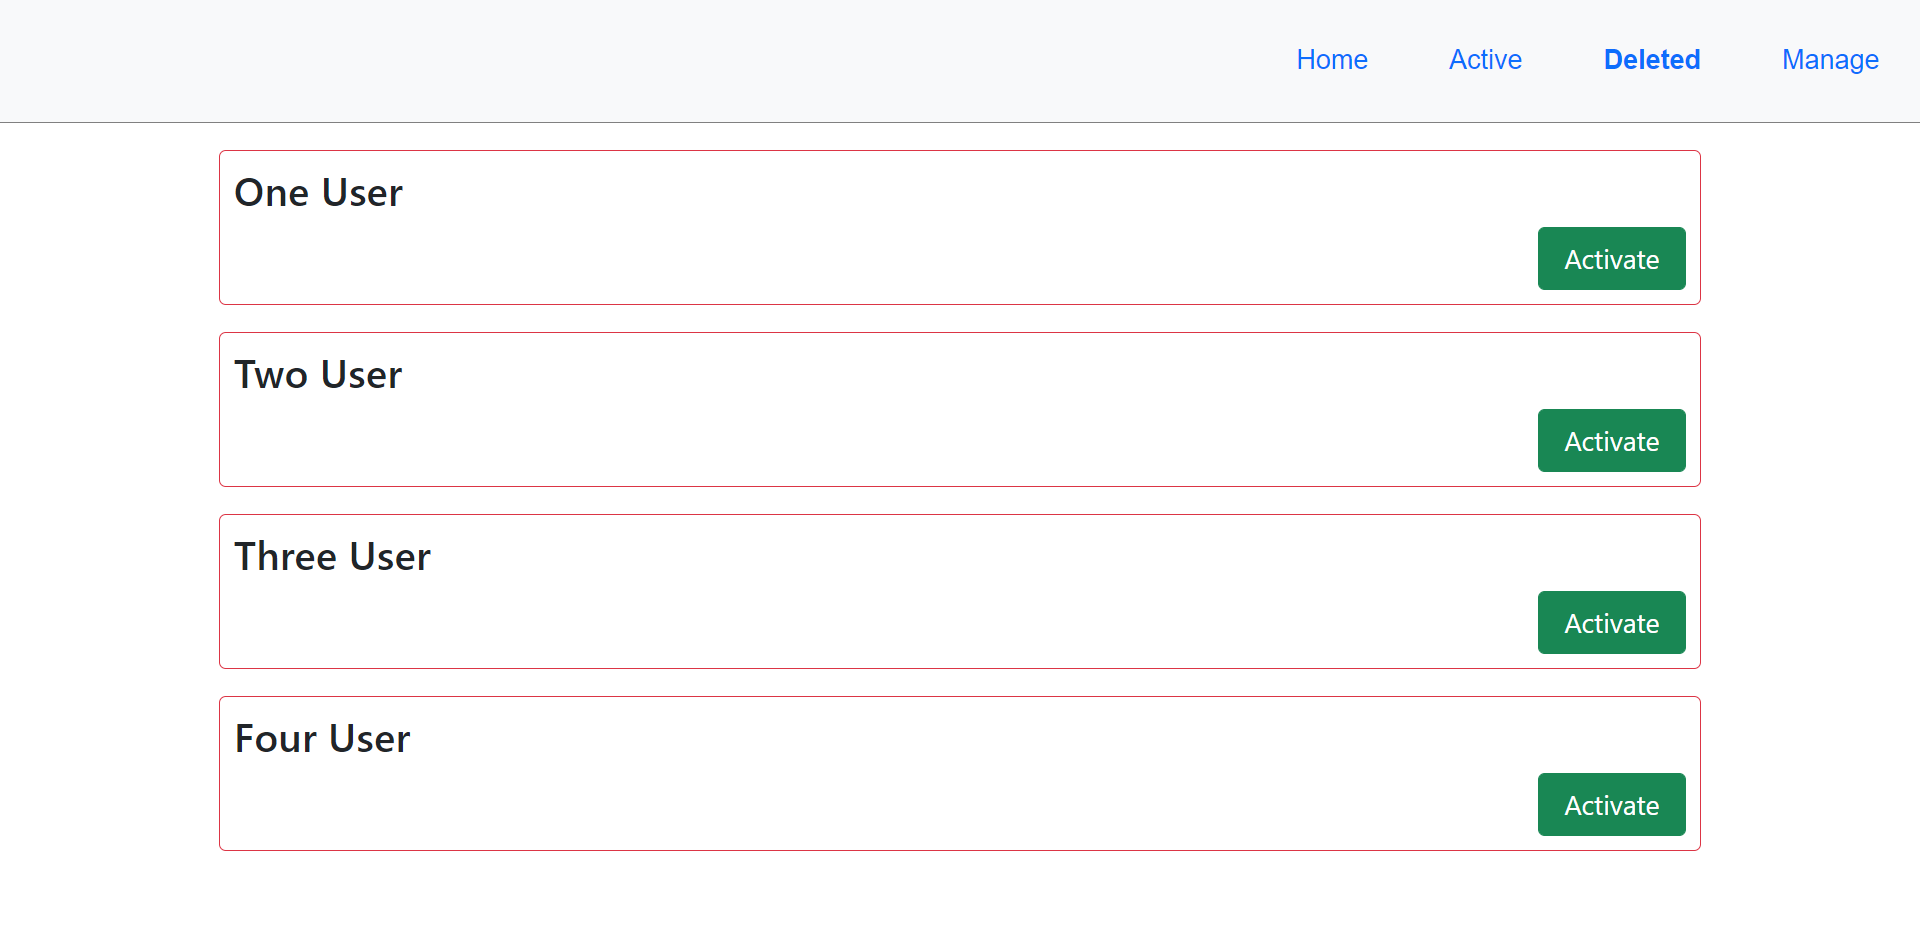 Home Active Deleted Manage
One User
Activate
Two User
Activate
Three User
Activate
Four User
Activate